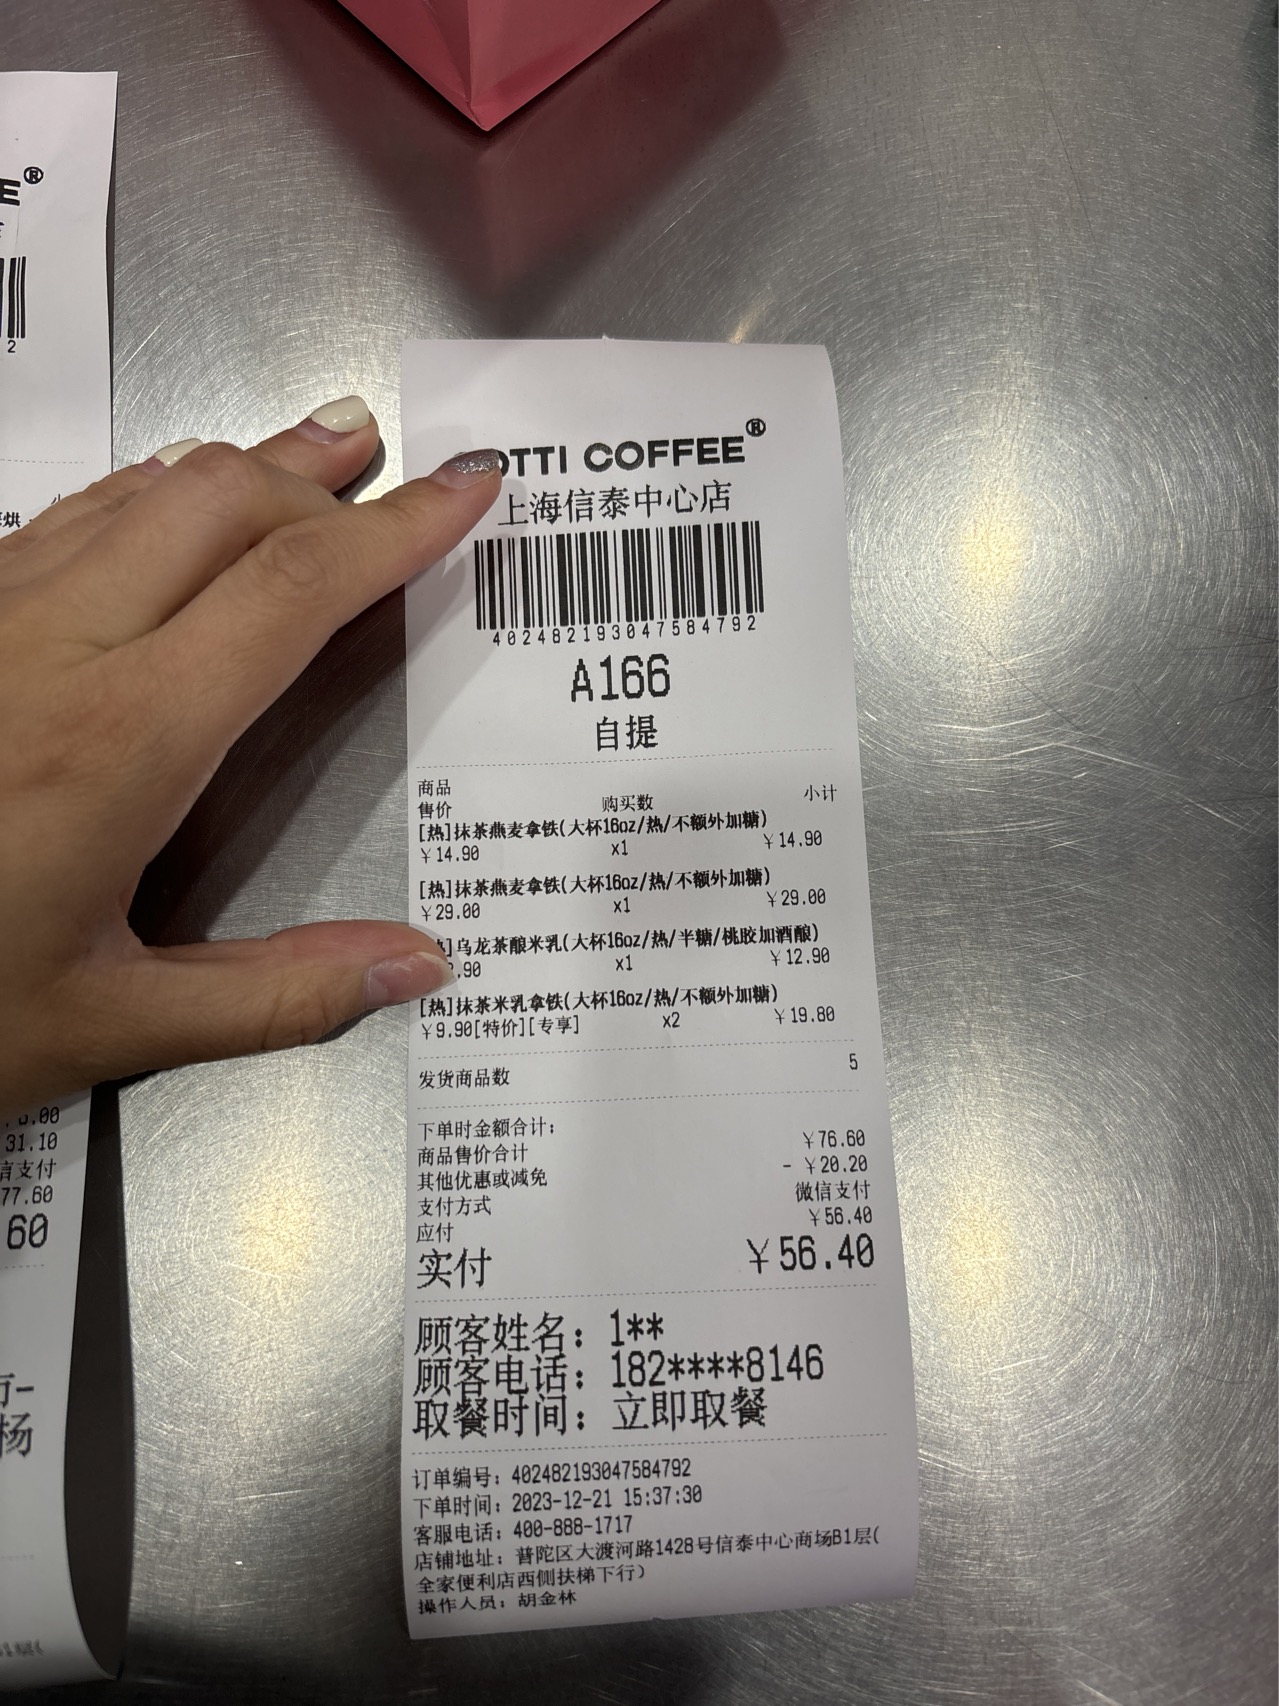 E®
2
小
烘
OTTI COFFEE®
上海信泰中心店
402482193047584792
A166
自提
商品
售价 购买数 小计
[热]抹茶燕麦拿铁(大杯16oz/热/不额外加糖)
￥14.90 x1 ￥14.90
[热]抹茶燕麦拿铁(大杯16oz/热/不额外加糖)
￥29.00 x1 ￥29.00
]乌龙茶酿米乳(大杯16oz/热/半糖/桃胶加酒酿)
.90 x1 ￥12.90
[热]抹茶米乳拿铁(大杯16oz/热/不额外加糖)
￥9.90[特价][专享] x2 ￥19.80
发货商品数 5
下单时金额合计:
商品售价合计 ￥76.60
其他优惠或减免 - ￥20.20
支付方式 微信支付
应付 ￥56.40
实付 ￥56.40
顾客姓名: 1**
顾客电话: 182****8146
取餐时间: 立即取餐
订单编号: 402482193047584792
下单时间: 2023-12-21 15:37:30
客服电话: 400-888-1717
店铺地址: 普陀区大渡河路1428号信泰中心商场B1层(
全家便利店西侧扶梯下行)
操作人员: 胡金林
.00
31.10
信支付
77.60
60
杨